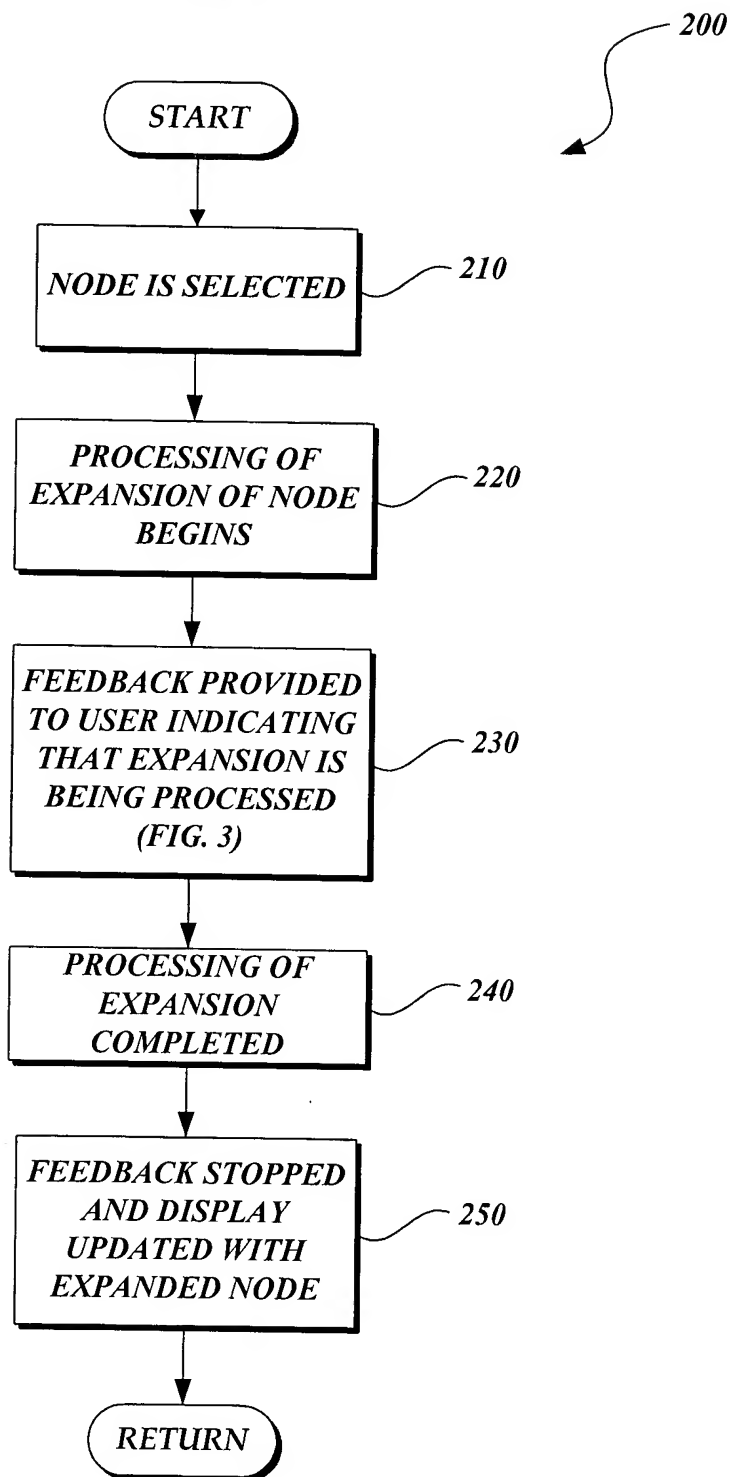 200
START
NODE IS SELECTED
210
PROCESSING OF
EXPANSION OF NODE
BEGINS
220
FEEDBACK PROVIDED
TO USER INDICATING
THAT EXPANSION IS
BEING PROCESSED
(FIG. 3)
230
PROCESSING OF
EXPANSION
COMPLETED
240
FEEDBACK STOPPED
AND DISPLAY
UPDATED WITH
EXPANDED NODE
250
RETURN